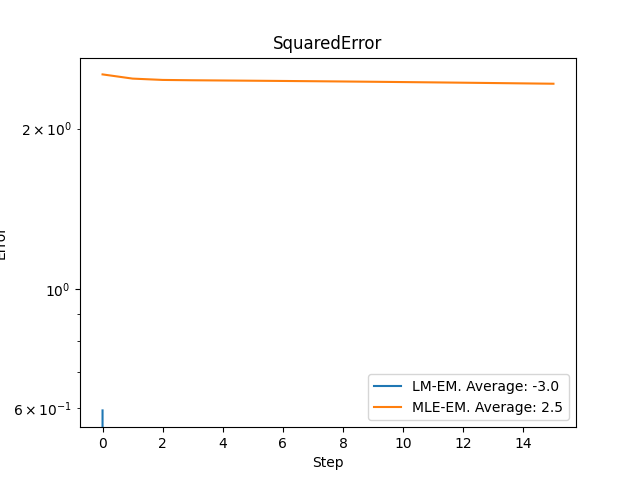 SquaredError
2 × 10⁰
10⁰
6 × 10⁻¹
Error
0 2 4 6 8 10 12 14
Step
LM-EM. Average: -3.0
MLE-EM. Average: 2.5